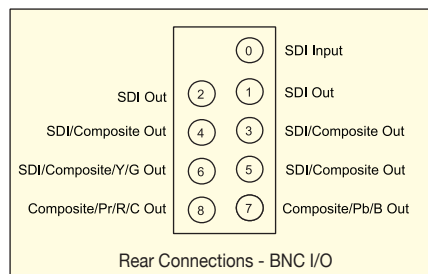 0 SDI Input
SDI Out 2 1 SDI Out
SDI/Composite Out 4 3 SDI/Composite Out
SDI/Composite/Y/G Out 6 5 SDI/Composite Out
Composite/Pr/R/C Out 8 7 Composite/Pb/B Out
Rear Connections - BNC I/O